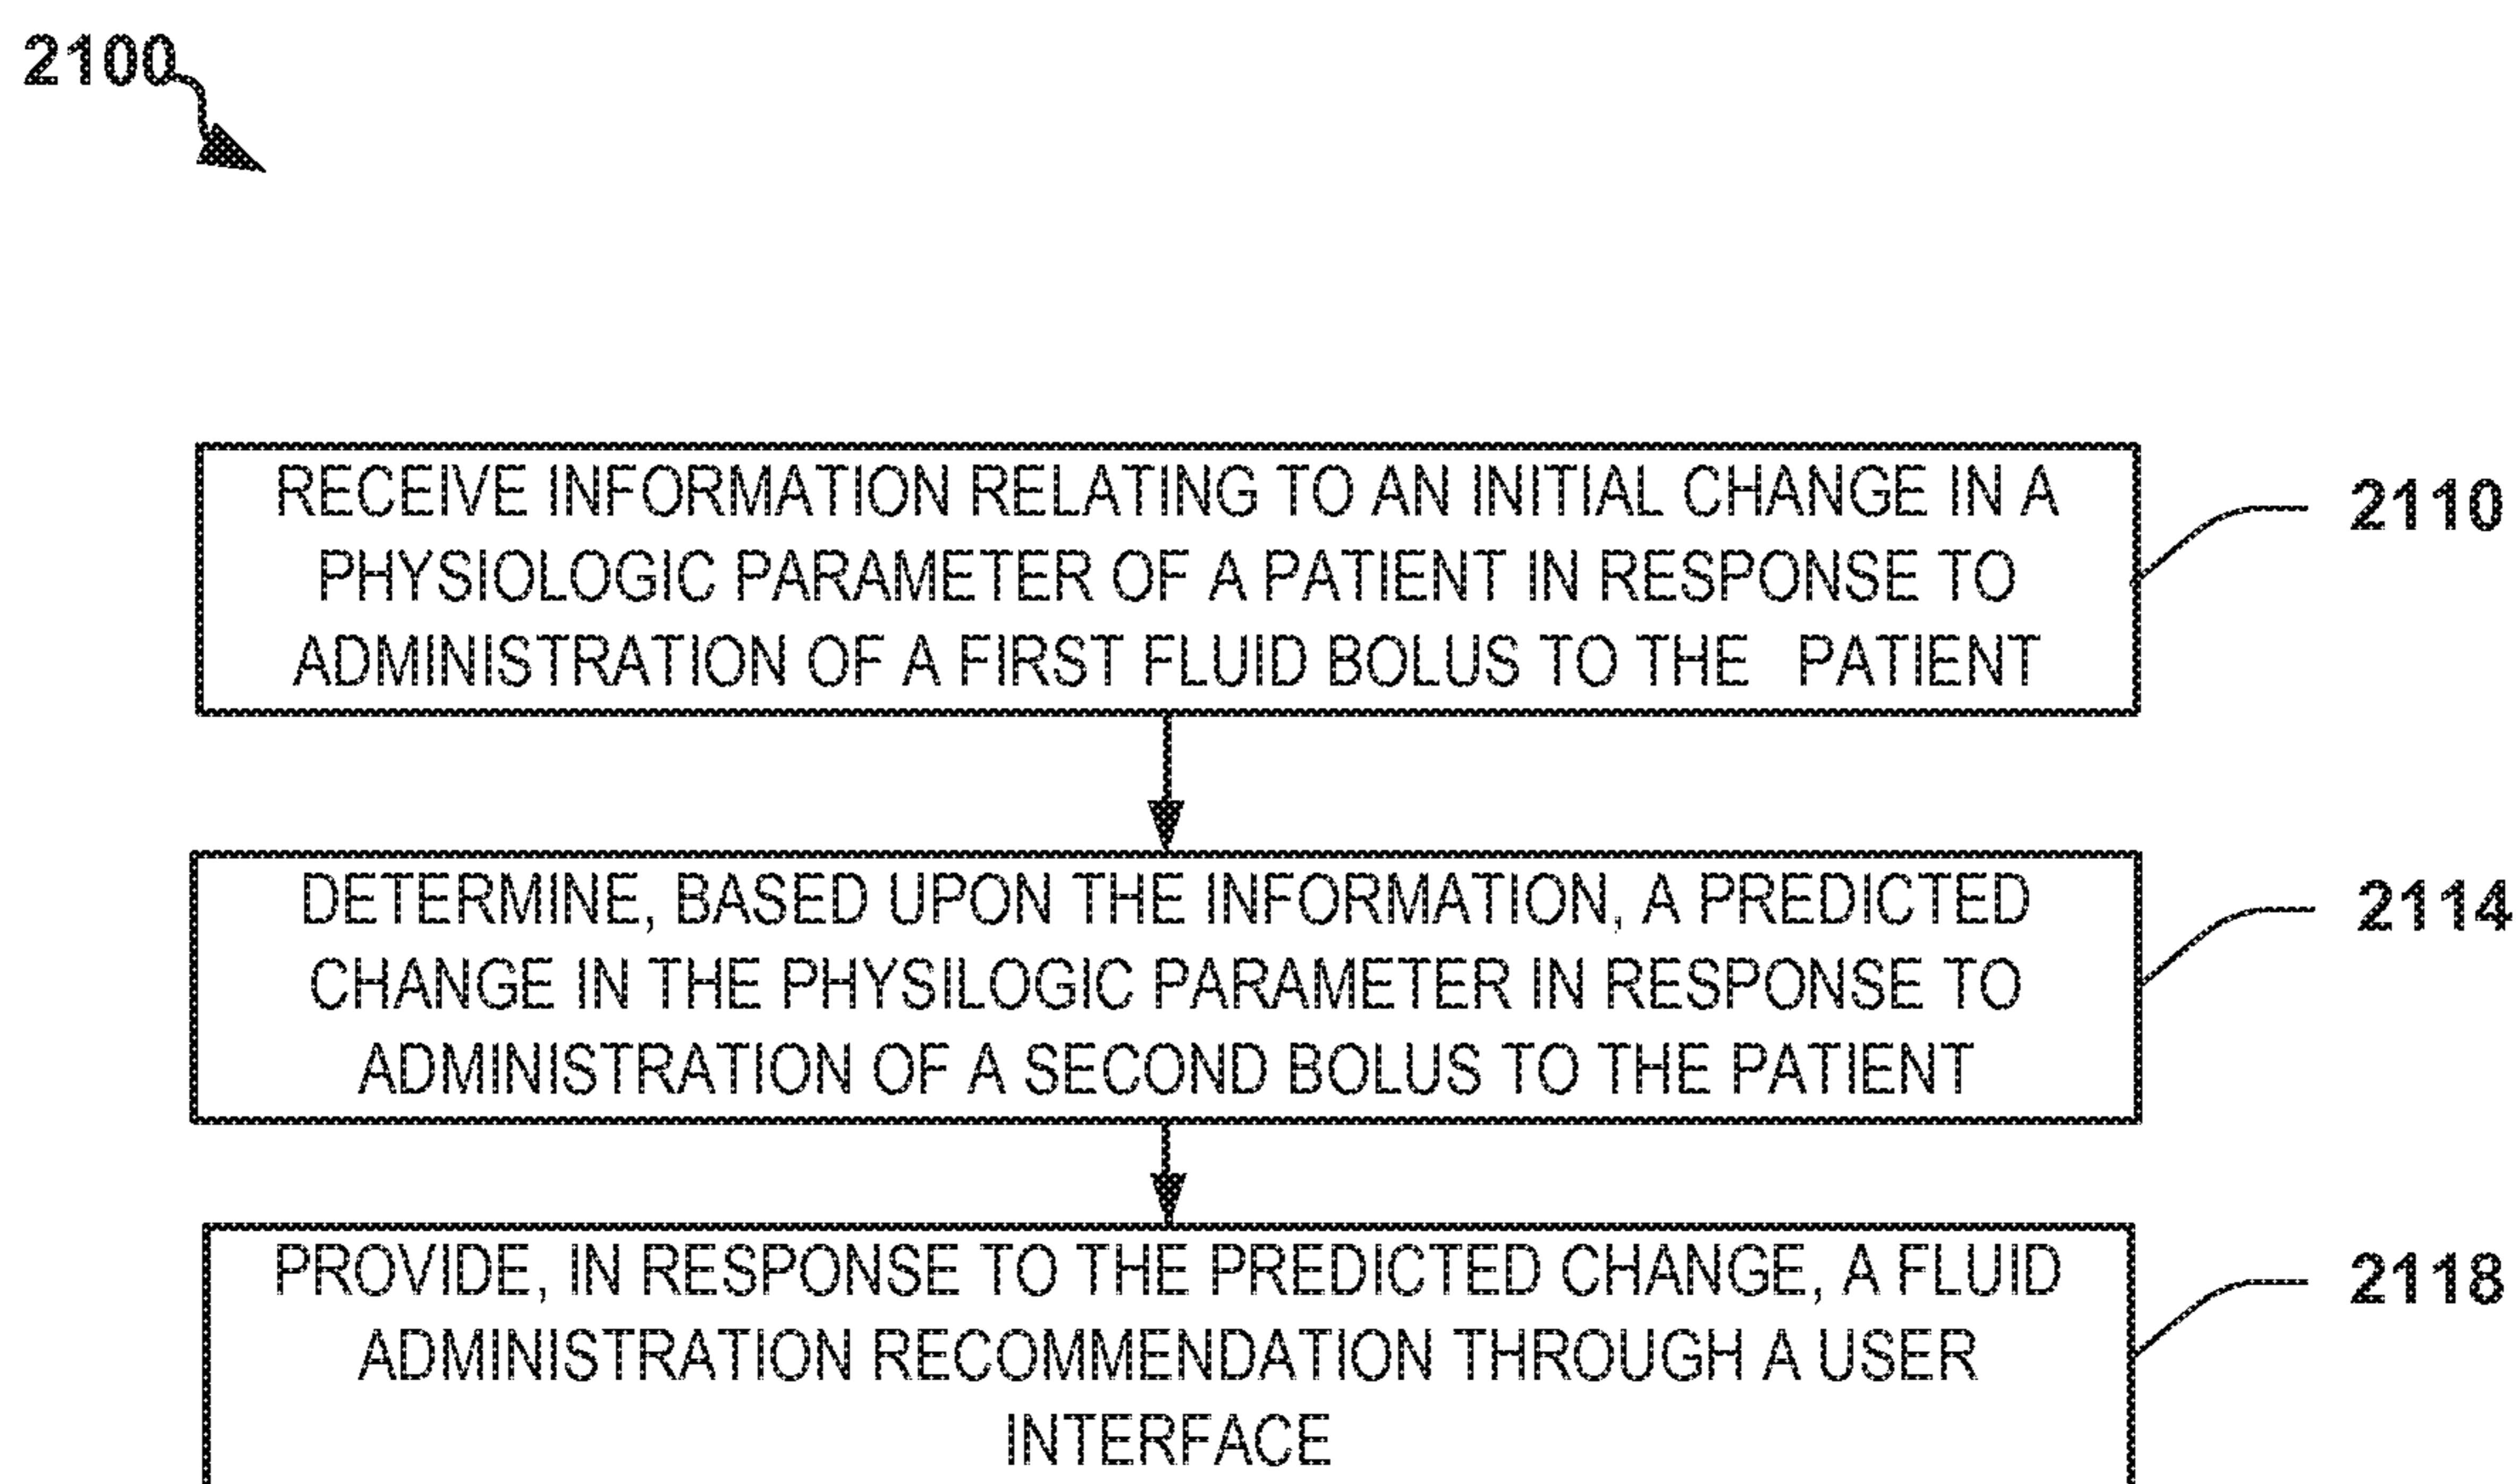 2100
RECEIVE INFORMATION RELATING TO AN INITIAL CHANGE IN A
PHYSIOLOGIC PARAMETER OF A PATIENT IN RESPONSE TO
ADMINISTRATION OF A FIRST FLUID BOLUS TO THE PATIENT
2110
DETERMINE, BASED UPON THE INFORMATION, A PREDICTED
CHANGE IN THE PHYSILOGIC PARAMETER IN RESPONSE TO
ADMINISTRATION OF A SECOND BOLUS TO THE PATIENT
2114
PROVIDE, IN RESPONSE TO THE PREDICTED CHANGE, A FLUID
ADMINISTRATION RECOMMENDATION THROUGH A USER
INTERFACE
2118